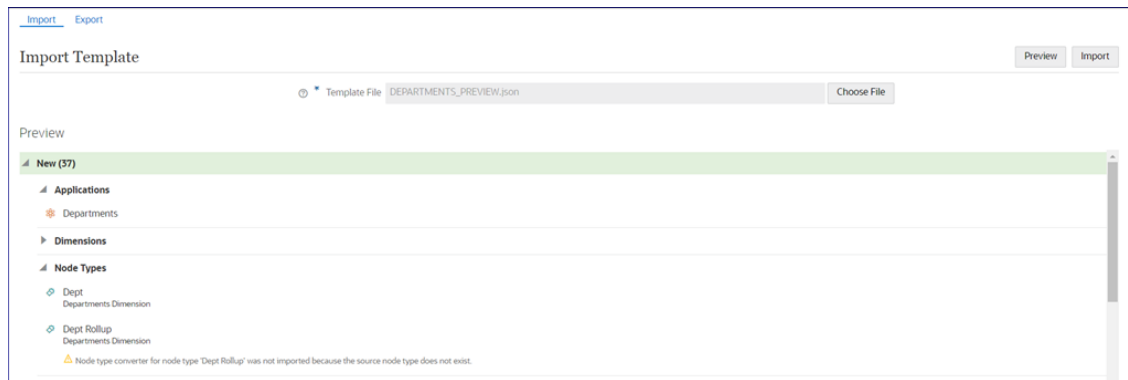 Import Export
Import Template
Preview Import
* Template File DEPARTMENTS_PREVIEW.json Choose File
Preview
New (37)
Applications
Departments
Dimensions
Node Types
Dept
Departments Dimension
Dept Rollup
Departments Dimension
Node type converter for node type 'Dept Rollup' was not imported because the source node type does not exist.